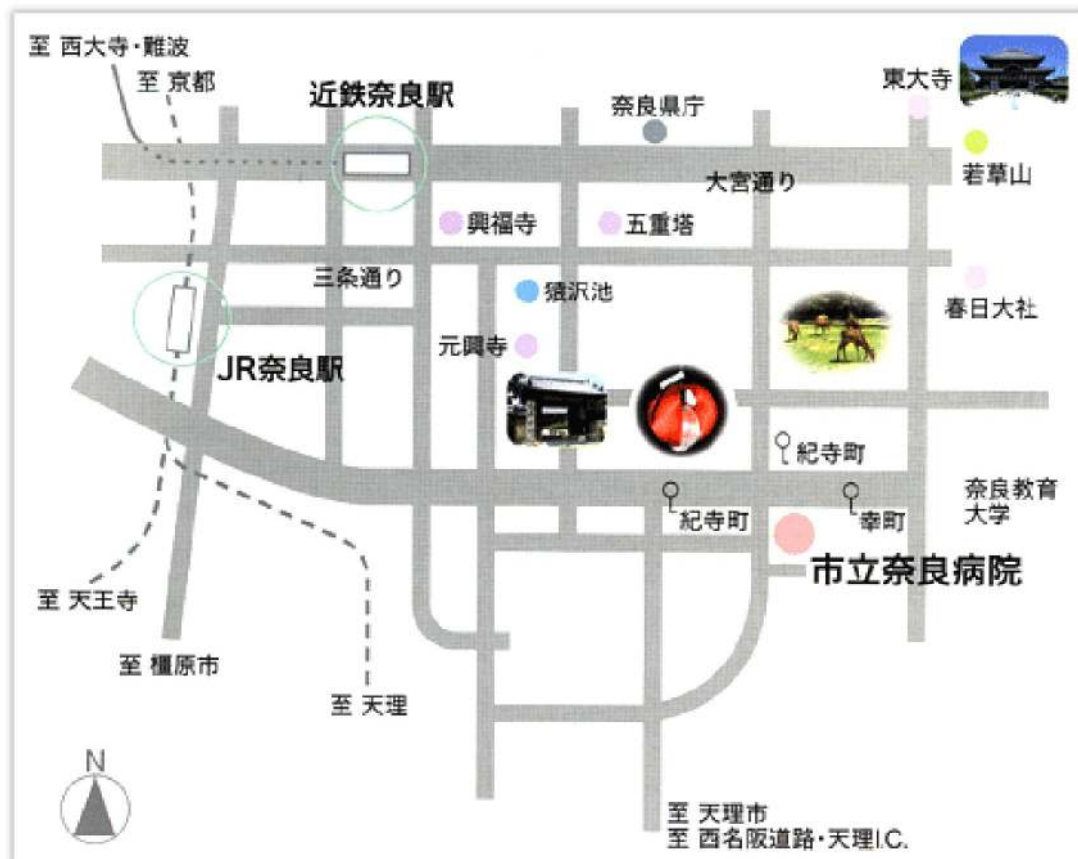 至 西大寺・難波
至 京都
近鉄奈良駅
奈良県庁
東大寺
若草山
大宮通り
興福寺
五重塔
三条通り
猿沢池
春日大社
元興寺
JR奈良駅
紀寺町
紀寺町
幸町
奈良教育
大学
市立奈良病院
至 天王寺
至 橿原市
至 天理
N
至 天理市
至 西名阪道路・天理I.C.